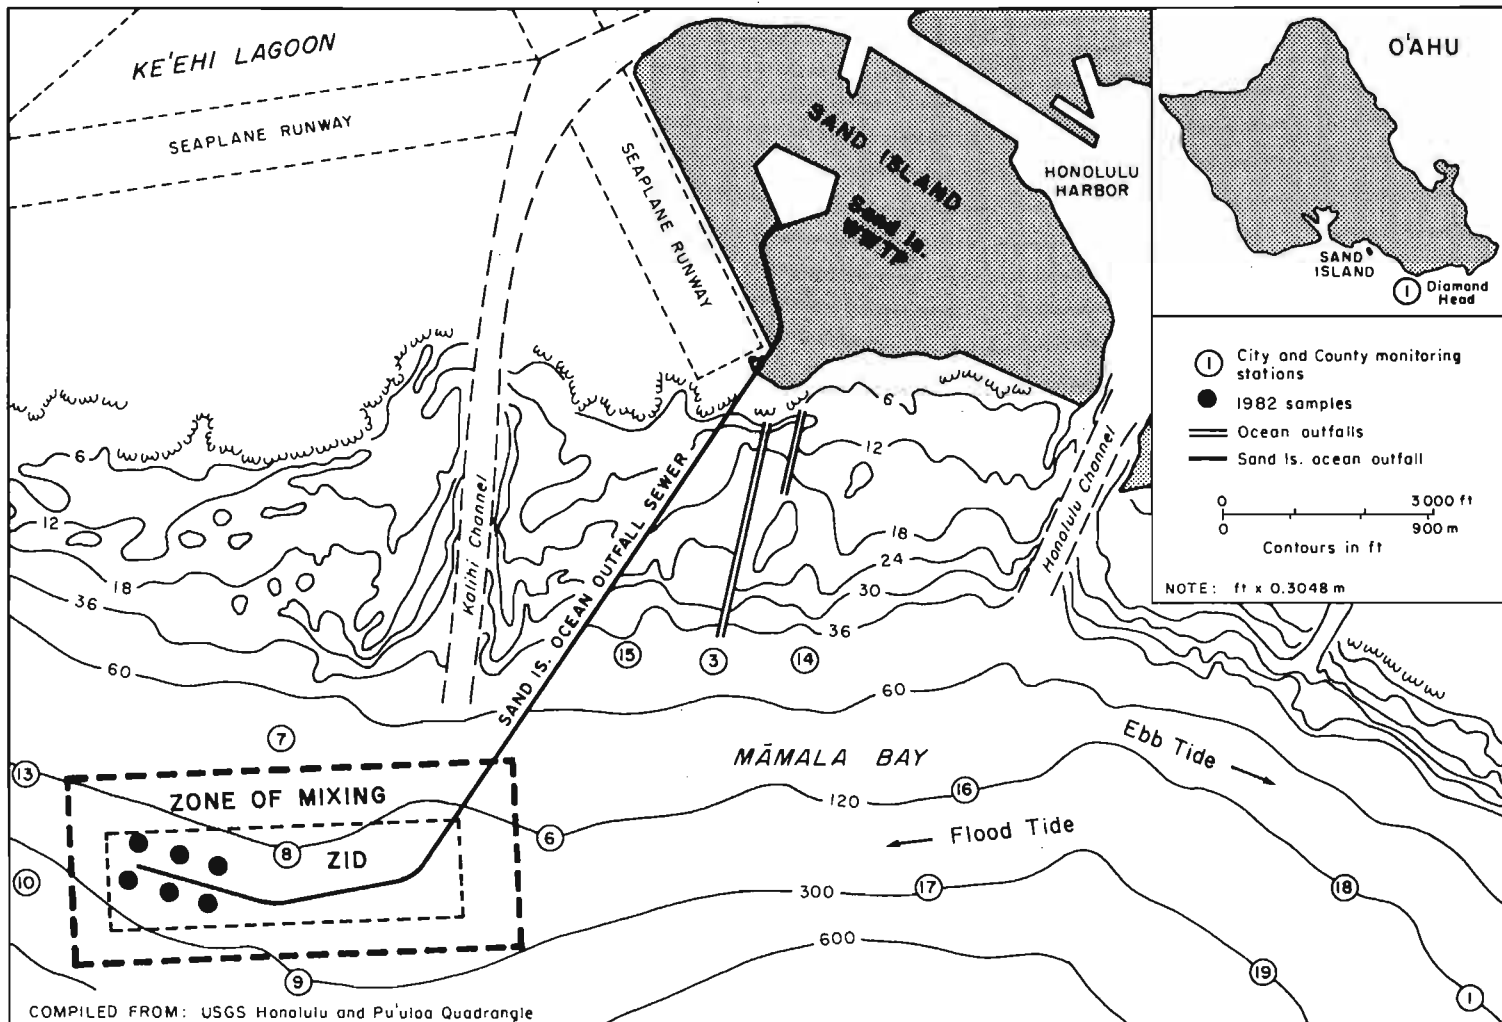 KE'EHI LAGOON
SEAPLANE RUNWAY
SEAPLANE RUNWAY
SAND ISLAND
Sand Is.
WWTP
HONOLULU
HARBOR
O'AHU
SAND
ISLAND
1 Diamond
Head
1 City and County monitoring
stations
1982 samples
Ocean outfalls
Sand Is. ocean outfall
0 3000 ft
0 900 m
Contours in ft
NOTE: ft x 0.3048 m
6
12
18
36
60
Kalihi Channel
SAND IS. OCEAN OUTFALL SEWER
6
12
18
24
30
36
60
Honolulu Channel
15
3
14
7
13
ZONE OF MIXING
8
ZID
6
10
9
MĀMALA BAY
120
16
Ebb Tide
Flood Tide
300
17
18
600
19
1
COMPILED FROM: USGS Honolulu and Pu'uloa Quadrangle